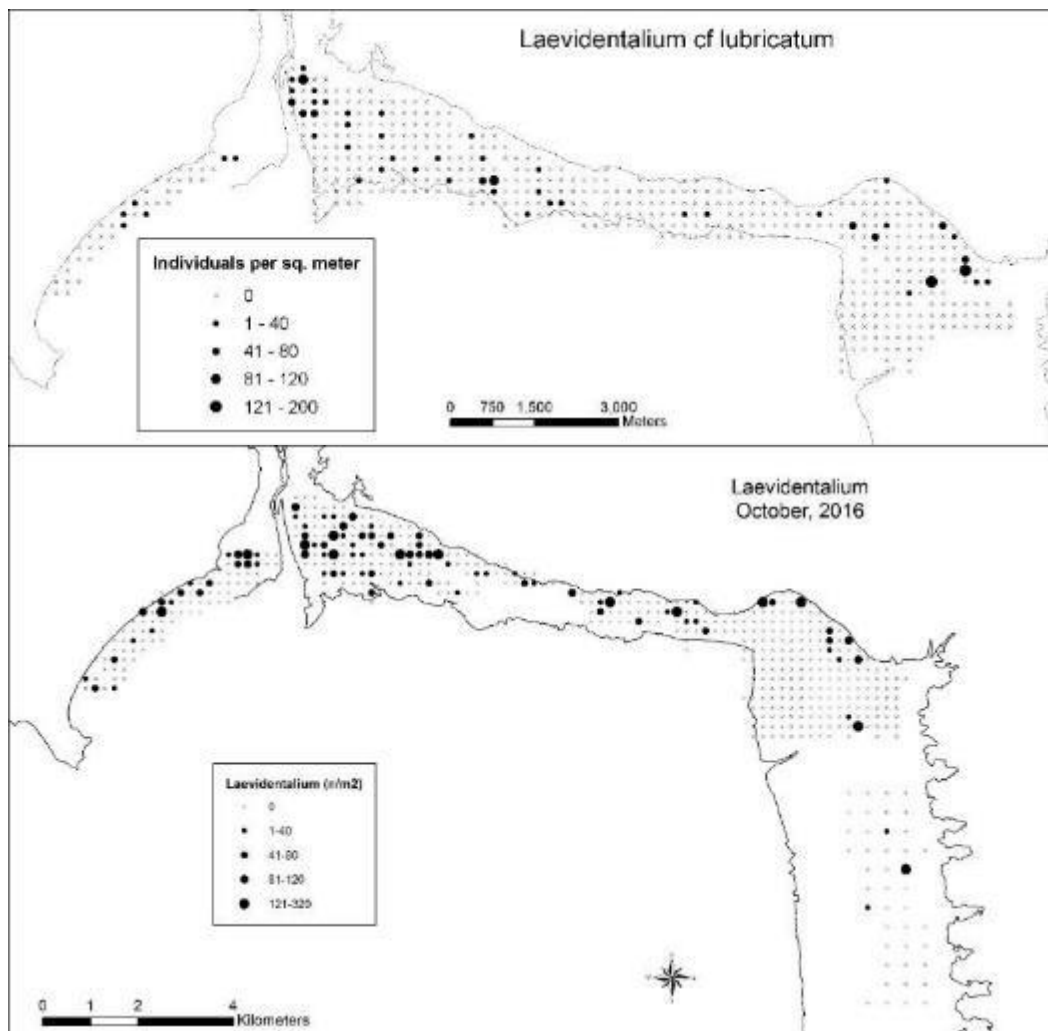 Laevidentalium cf lubricatum
Individuals per sq. meter
0
1 - 40
41 - 80
81 - 120
121 - 200
0 750 1,500 3,000
Meters
Laevidentalium
October, 2016
Laevidentalium (n/m2)
0
1-40
41-80
81-120
121-320
0 1 2 4
Kilometers